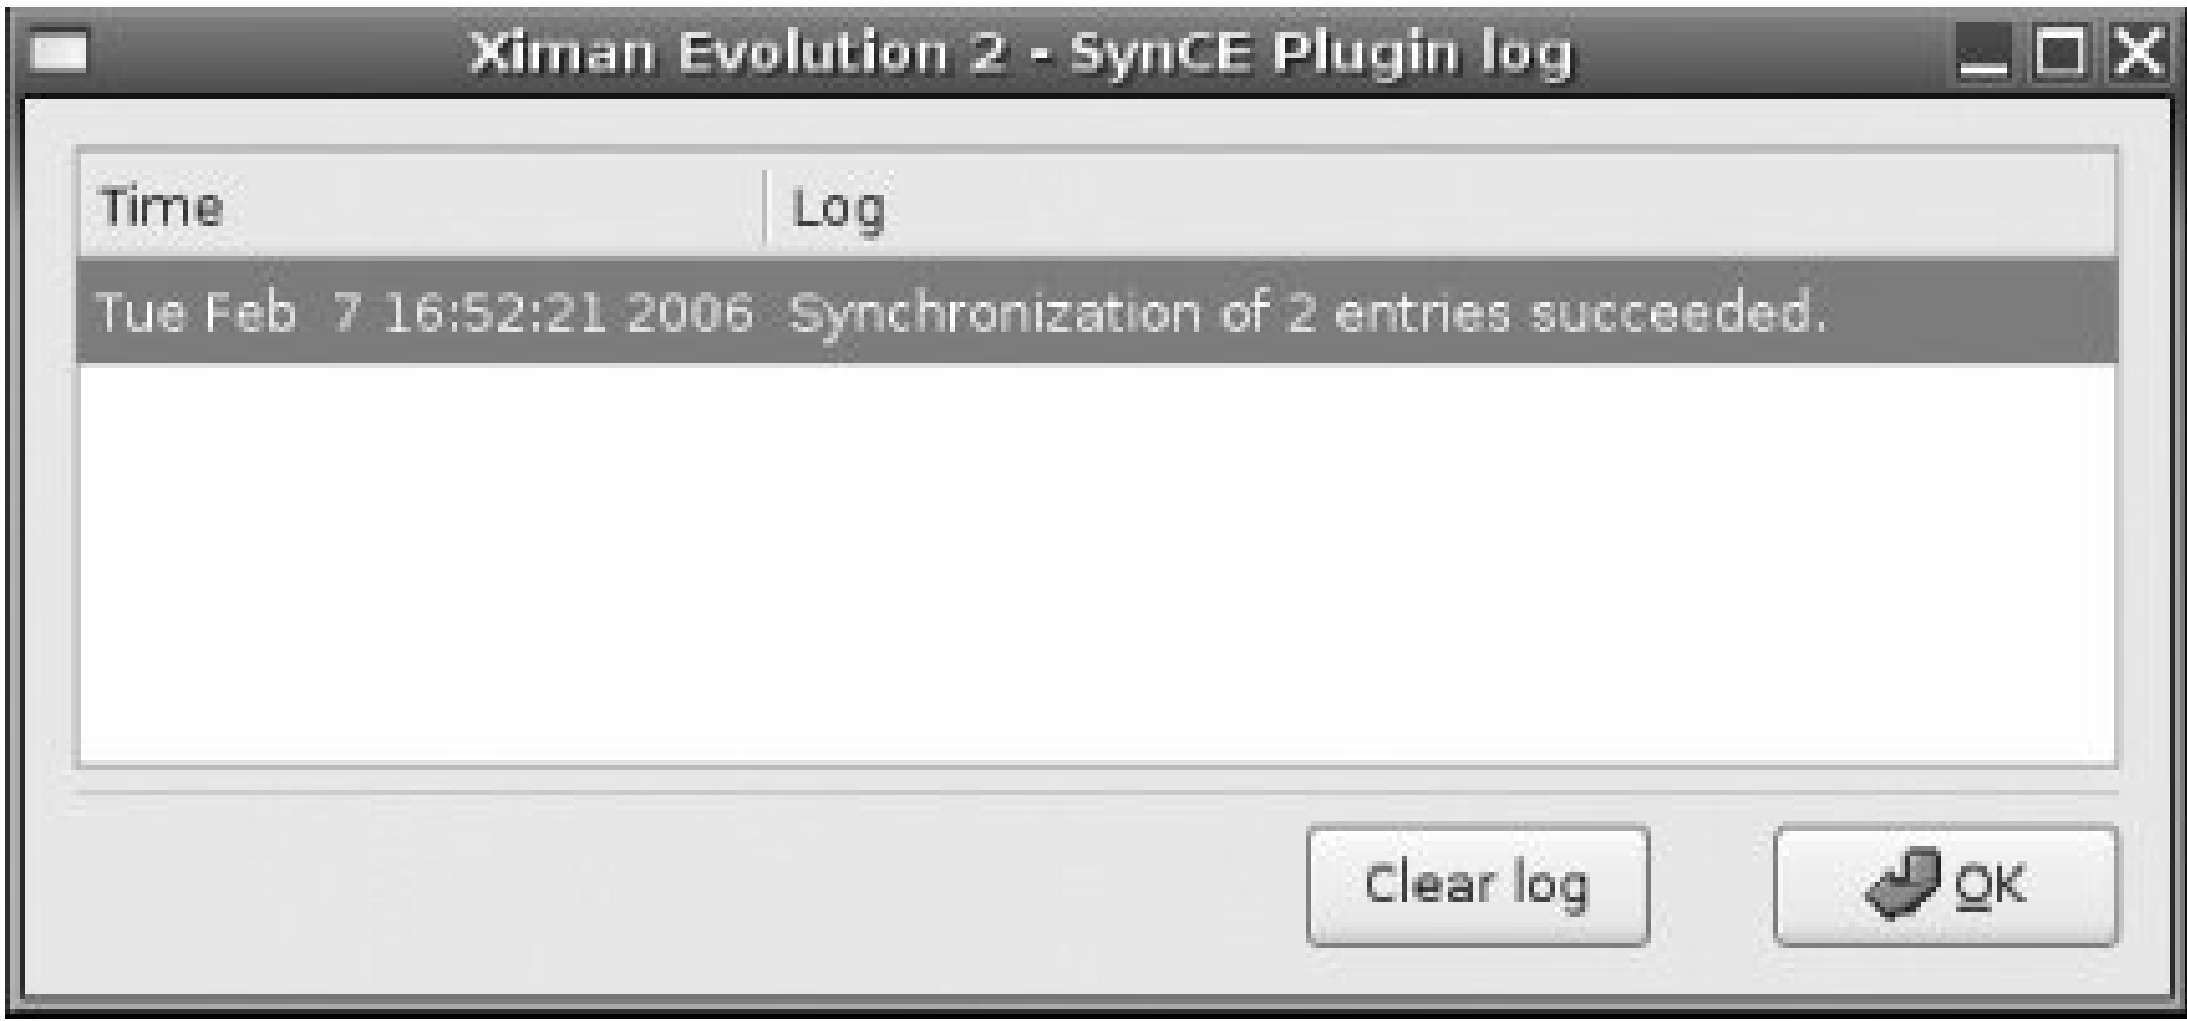 Ximan Evolution 2 - SynCE Plugin log
Time Log
Tue Feb  7 16:52:21 2006 Synchronization of 2 entries succeeded.
Clear log OK